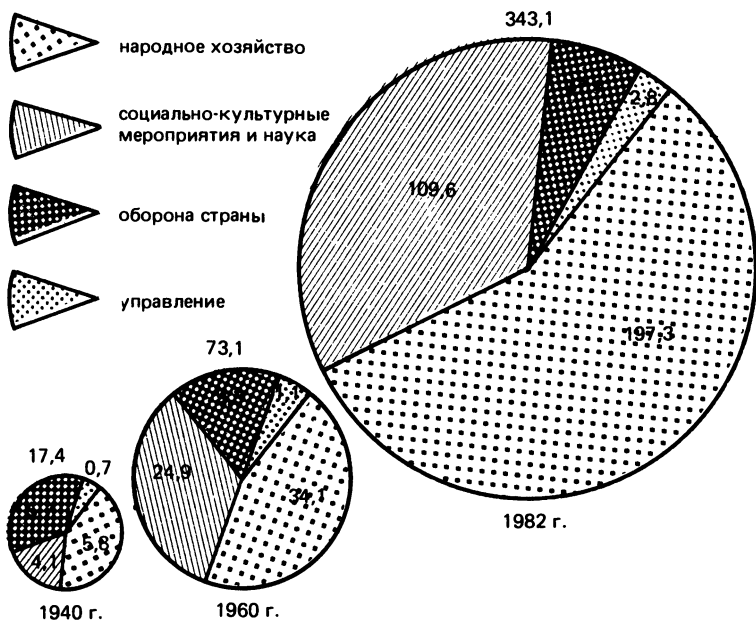 народное хозяйство
социально-культурные
мероприятия и наука
оборона страны
управление
343,1
2,8
109,6
197,3
1982 г.
73,1
24,9
34,1
1960 г.
17,4
0,7
5,8
4,1
1940 г.